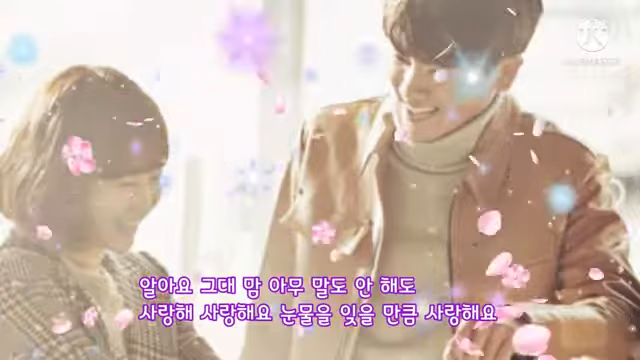 알아요 그대 맘 아무 말도 안 해도
사랑해 사랑해요 눈물을 잊을 만큼 사랑해요